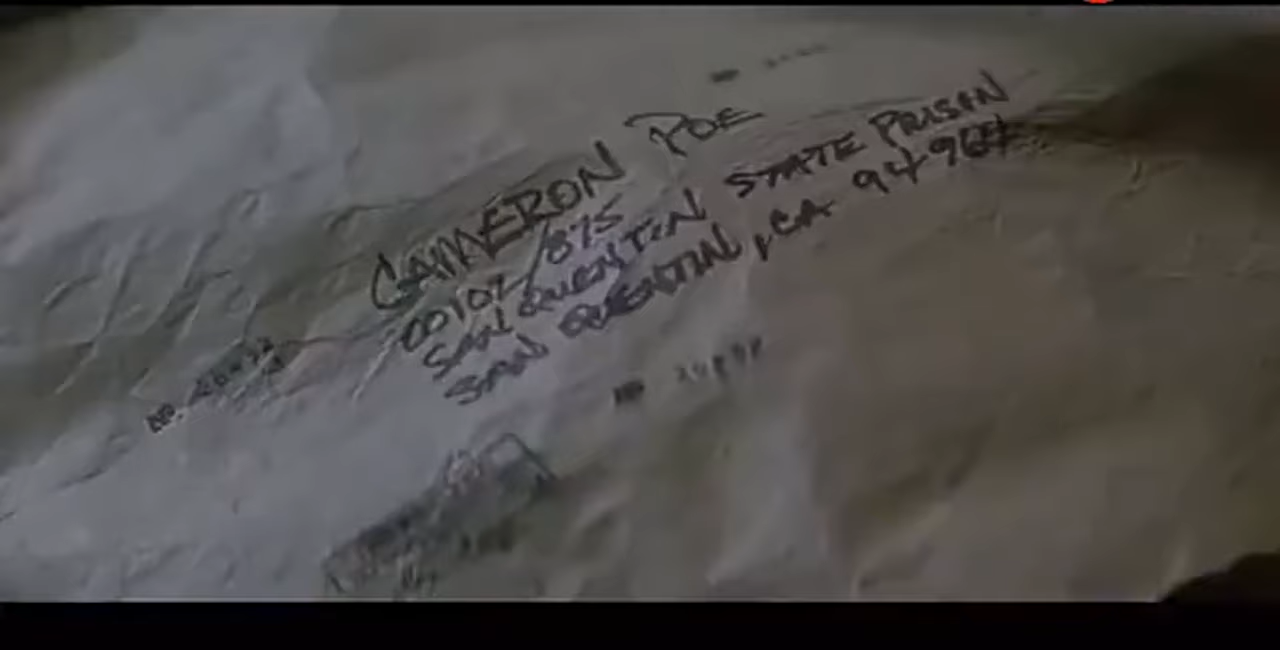 CAMERON POE
00107/875
SAN QUENTIN STATE PRISON
SAN QUENTIN, CA 94964